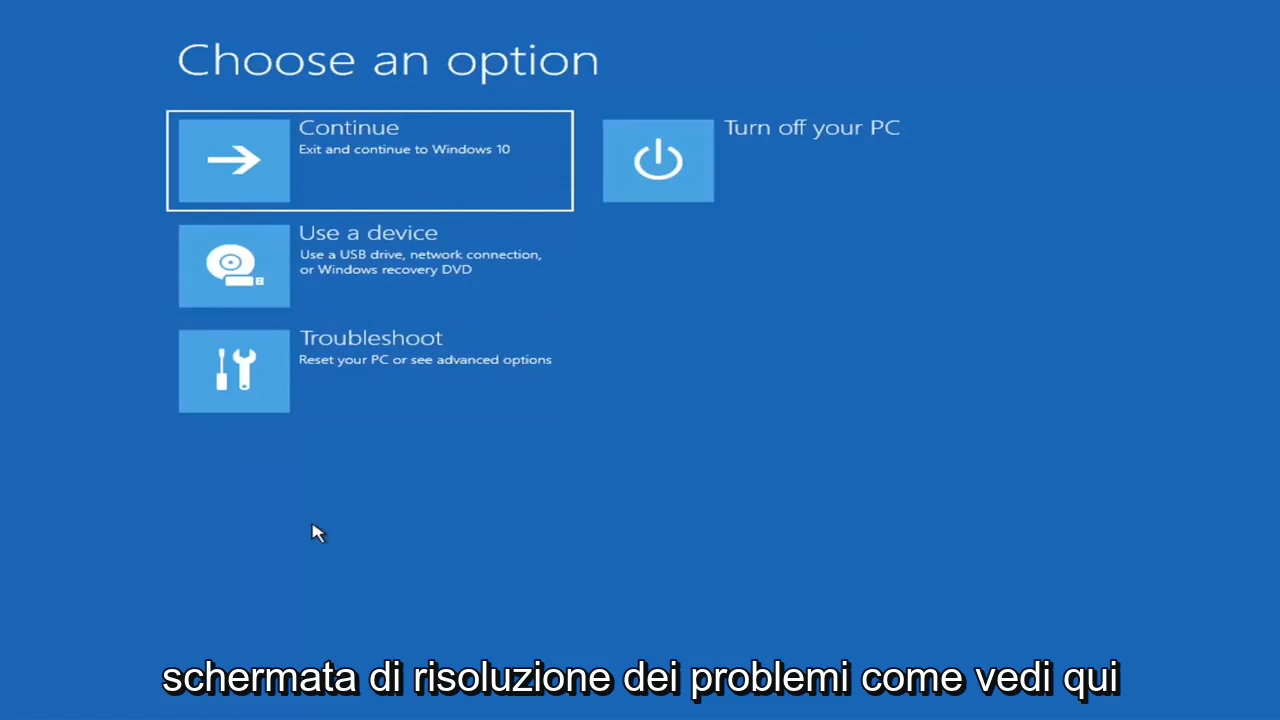 Choose an option
Continue
Exit and continue to Windows 10
Use a device
Use a USB drive, network connection,
or Windows recovery DVD
Troubleshoot
Reset your PC or see advanced options
Turn off your PC
schermata di risoluzione dei problemi come vedi qui